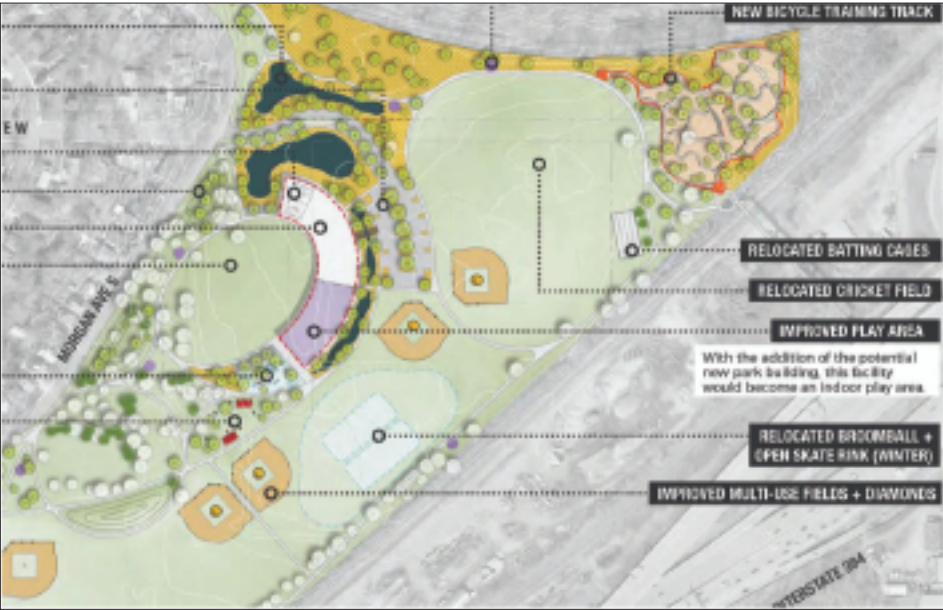 NEW BICYCLE TRAINING TRACK
E W
RELOCATED BATTING CAGES
RELOCATED CRICKET FIELD
MORGAN AVE S
IMPROVED PLAY AREA
With the addition of the potential
new park building, this facility
would become an indoor play area.
RELOCATED BROOMBALL +
OPEN SKATE RINK (WINTER)
IMPROVED MULTI-USE FIELDS + DIAMONDS
INTERSTATE 394